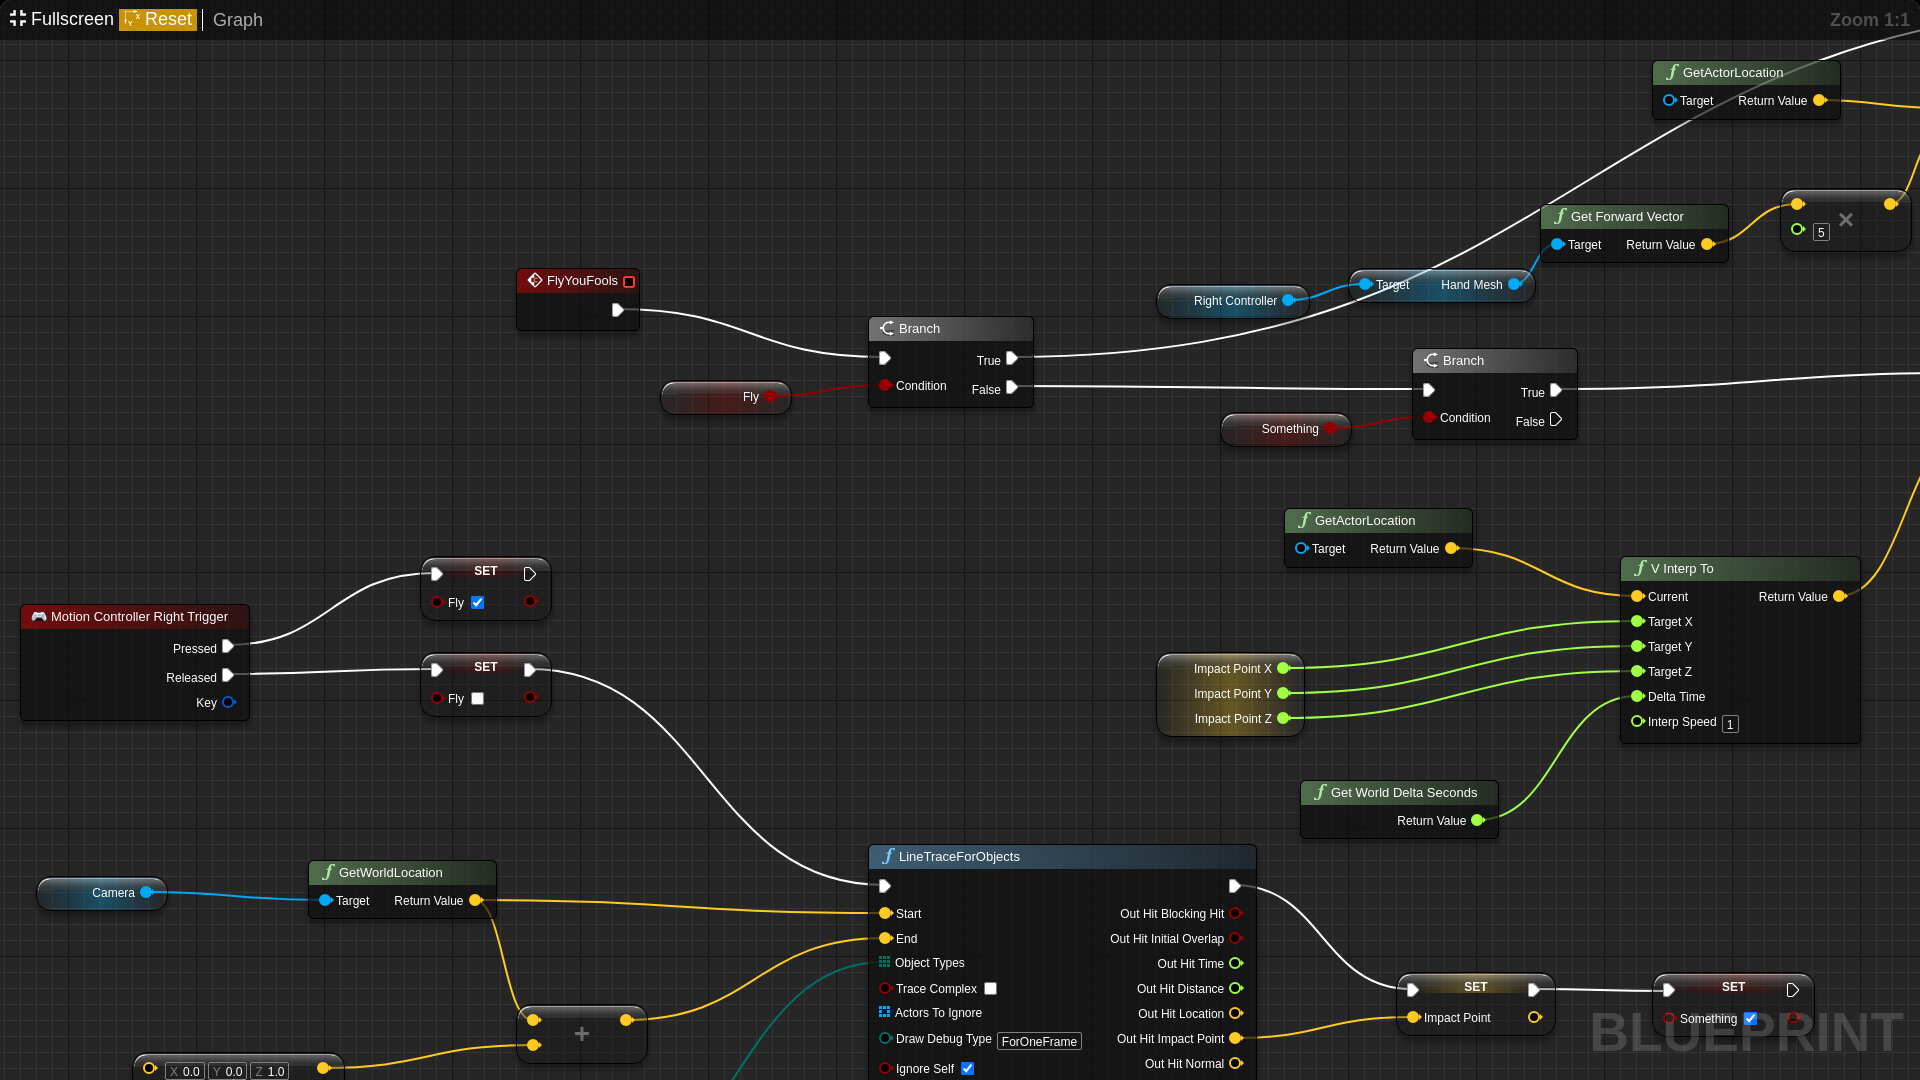 Fullscreen Reset Graph Zoom 1:1
GetActorLocation
Target Return Value
Get Forward Vector
Target Return Value
5
FlyYouFools
Right Controller
Target Hand Mesh
Branch
True
Condition
False
Fly
Branch
True
Condition
False
Something
GetActorLocation
Target Return Value
V Interp To
Current Return Value
Target X
Target Y
Target Z
Delta Time
Interp Speed 1
SET
Fly
Motion Controller Right Trigger
Pressed
Released
Key
SET
Fly
Impact Point X
Impact Point Y
Impact Point Z
Get World Delta Seconds
Return Value
Camera
GetWorldLocation
Target Return Value
LineTraceForObjects
Start Out Hit Blocking Hit
End Out Hit Initial Overlap
Object Types Out Hit Time
Trace Complex Out Hit Distance
Actors To Ignore Out Hit Location
Draw Debug Type ForOneFrame Out Hit Impact Point
Ignore Self Out Hit Normal
+
X 0.0 Y 0.0 Z 1.0
SET
Impact Point
SET
Something
BLUEPRINT